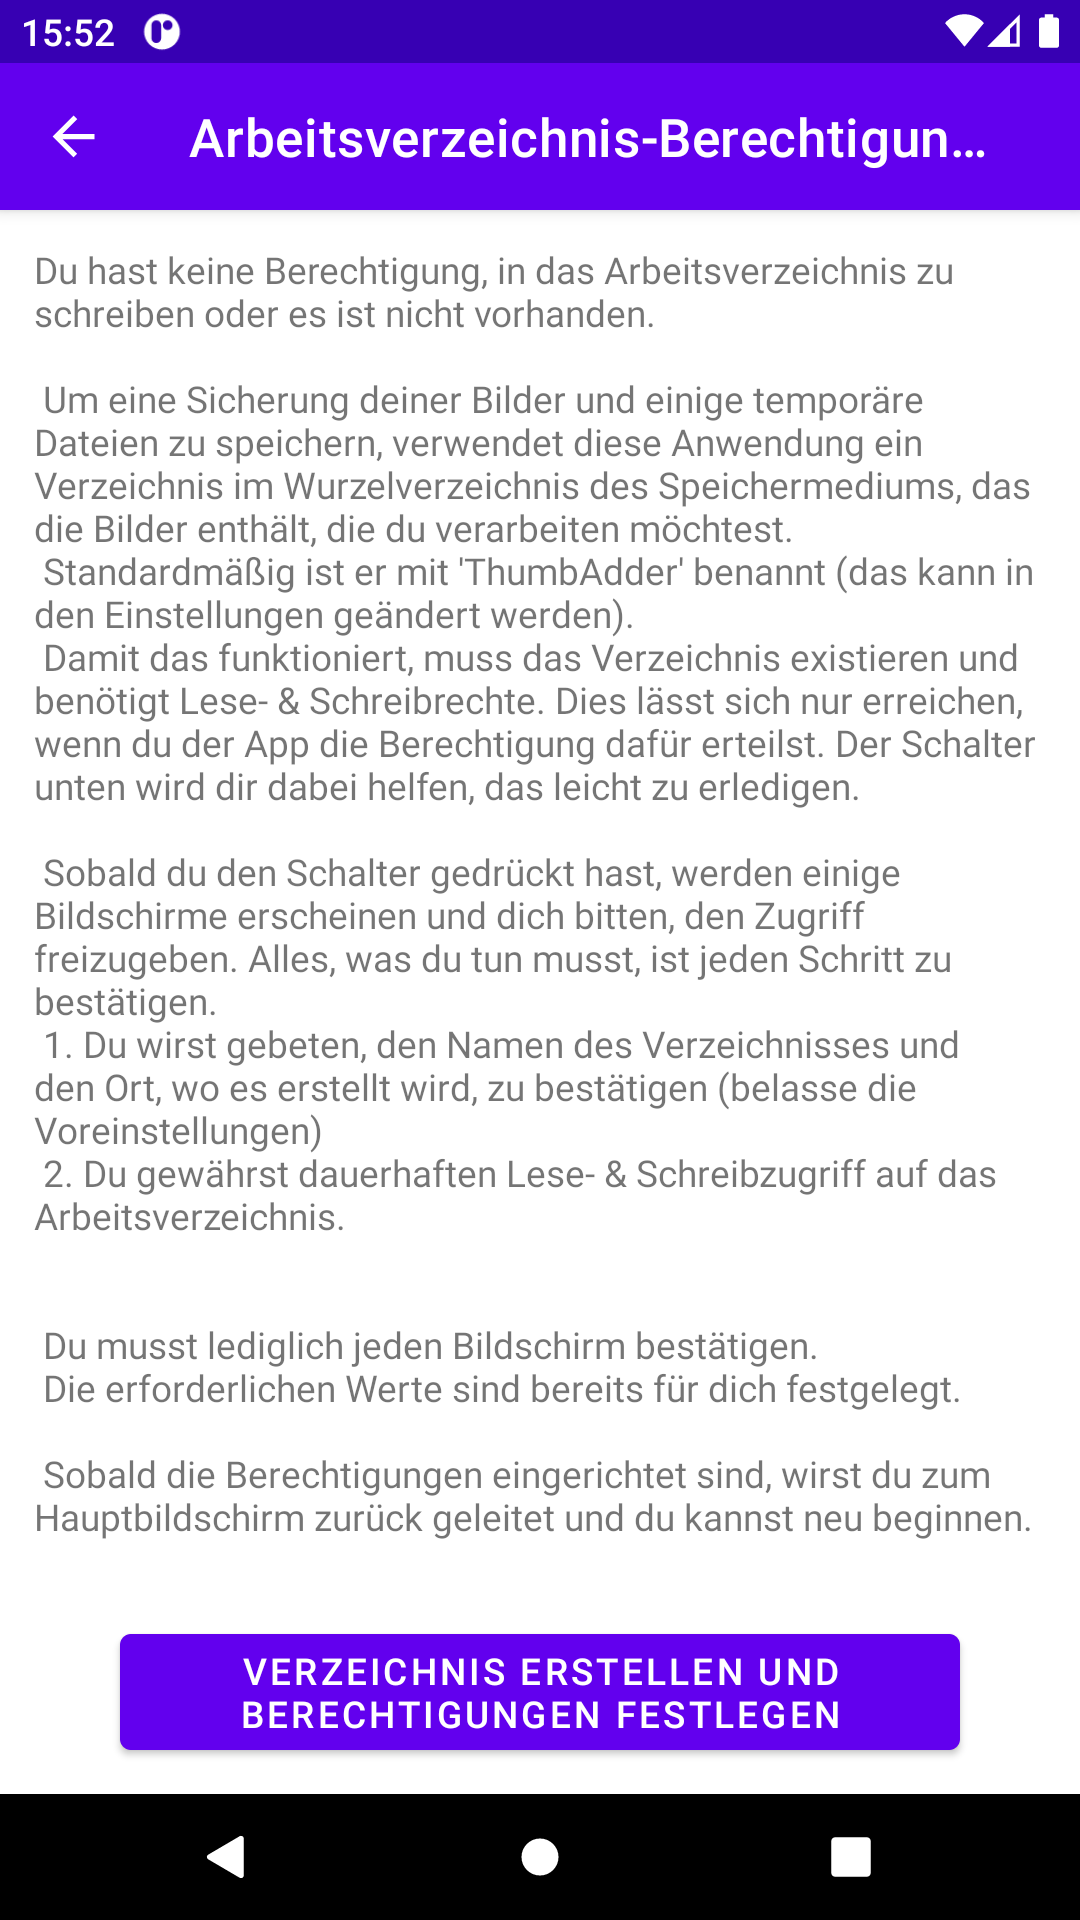 15:52
Arbeitsverzeichnis-Berechtigun...
Du hast keine Berechtigung, in das Arbeitsverzeichnis zu
schreiben oder es ist nicht vorhanden.
Um eine Sicherung deiner Bilder und einige temporäre
Dateien zu speichern, verwendet diese Anwendung ein
Verzeichnis im Wurzelverzeichnis des Speichermediums, das
die Bilder enthält, die du verarbeiten möchtest.
Standardmäßig ist er mit 'ThumbAdder' benannt (das kann in
den Einstellungen geändert werden).
Damit das funktioniert, muss das Verzeichnis existieren und
benötigt Lese- & Schreibrechte. Dies lässt sich nur erreichen,
wenn du der App die Berechtigung dafür erteilst. Der Schalter
unten wird dir dabei helfen, das leicht zu erledigen.
Sobald du den Schalter gedrückt hast, werden einige
Bildschirme erscheinen und dich bitten, den Zugriff
freizugeben. Alles, was du tun musst, ist jeden Schritt zu
bestätigen.
1. Du wirst gebeten, den Namen des Verzeichnisses und
den Ort, wo es erstellt wird, zu bestätigen (belasse die
Voreinstellungen)
2. Du gewährst dauerhaften Lese- & Schreibzugriff auf das
Arbeitsverzeichnis.
Du musst lediglich jeden Bildschirm bestätigen.
Die erforderlichen Werte sind bereits für dich festgelegt.
Sobald die Berechtigungen eingerichtet sind, wirst du zum
Hauptbildschirm zurück geleitet und du kannst neu beginnen.
VERZEICHNIS ERSTELLEN UND
BERECHTIGUNGEN FESTLEGEN